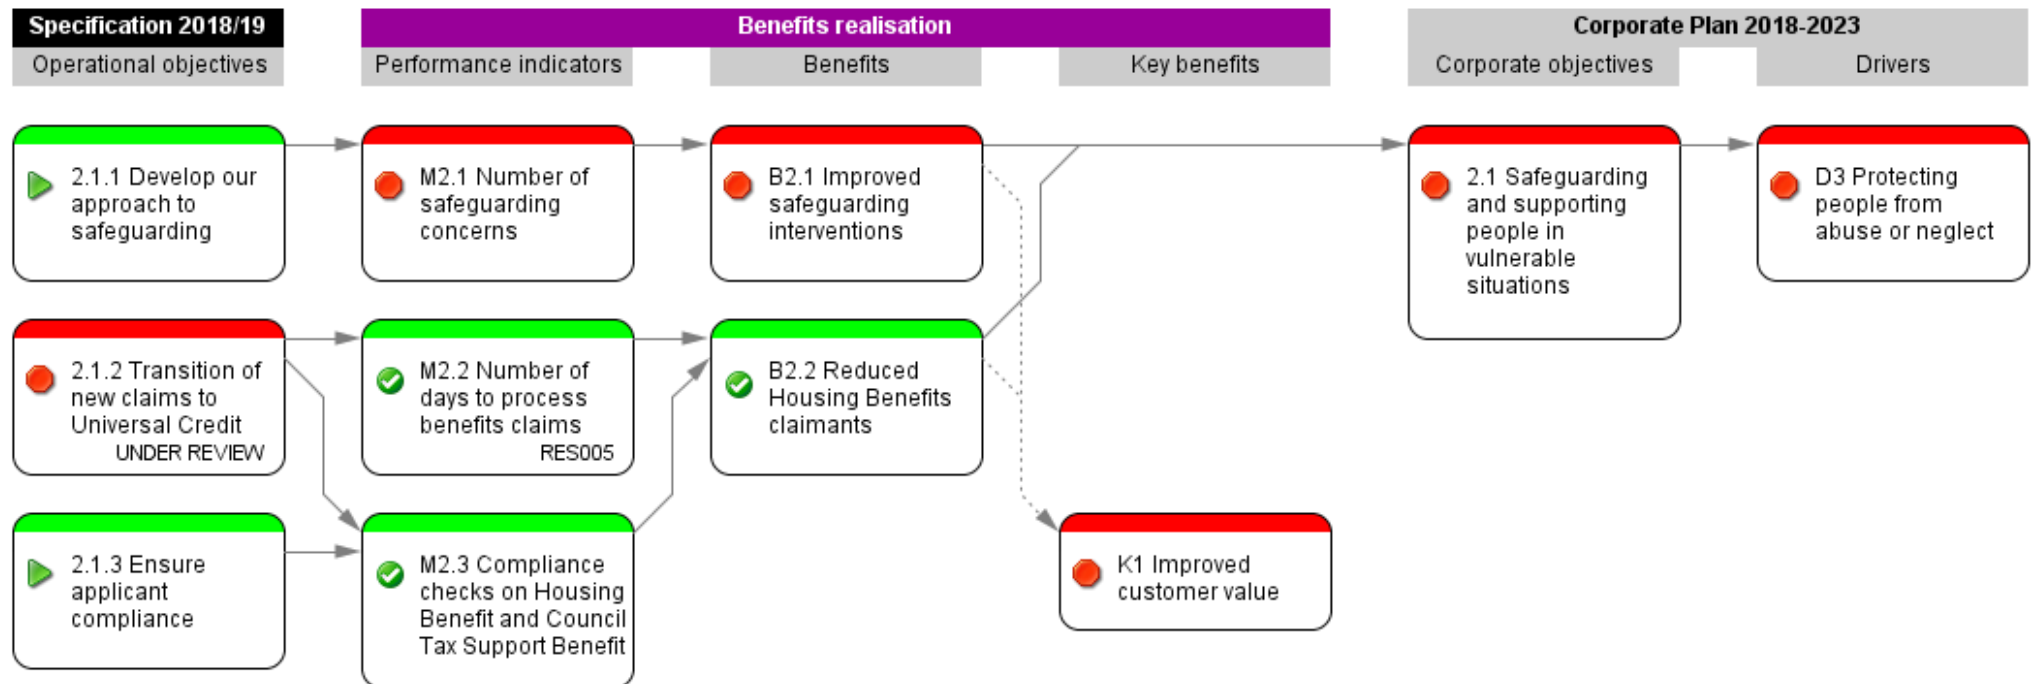 Specification 2018/19
Benefits realisation
Corporate Plan 2018-2023
Operational objectives
Performance indicators
Benefits
Key benefits
Corporate objectives
Drivers
2.1.1 Develop our
approach to
safeguarding
M2.1 Number of
safeguarding
concerns
B2.1 Improved
safeguarding
interventions
2.1 Safeguarding
and supporting
people in
vulnerable
situations
D3 Protecting
people from
abuse or neglect
2.1.2 Transition of
new claims to
Universal Credit
UNDER REVIEW
M2.2 Number of
days to process
benefits claims
RES005
B2.2 Reduced
Housing Benefits
claimants
2.1.3 Ensure
applicant
compliance
M2.3 Compliance
checks on Housing
Benefit and Council
Tax Support Benefit
K1 Improved
customer value